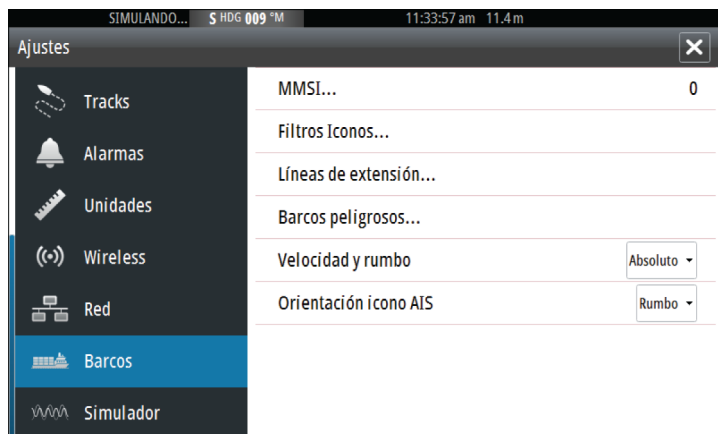 SIMULANDO... S HDG 009 °M 11:33:57 am 11.4 m
Ajustes
Tracks
Alarmas
Unidades
Wireless
Red
Barcos
Simulador
MMSI... 0
Filtros Iconos...
Líneas de extensión...
Barcos peligrosos...
Velocidad y rumbo Absoluto
Orientación icono AIS Rumbo